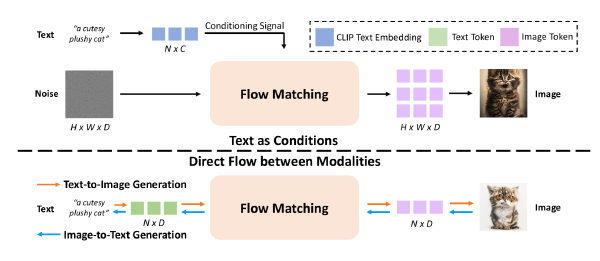 Text
"a cutesy
plushy cat"
N x C
Conditioning Signal
CLIP Text Embedding
Text Token
Image Token
Noise
H x W x D
Flow Matching
H x W x D
Image
Text as Conditions
Direct Flow between Modalities
Text-to-Image Generation
Text
"a cutesy
plushy cat"
N x D
Flow Matching
N x D
Image
Image-to-Text Generation